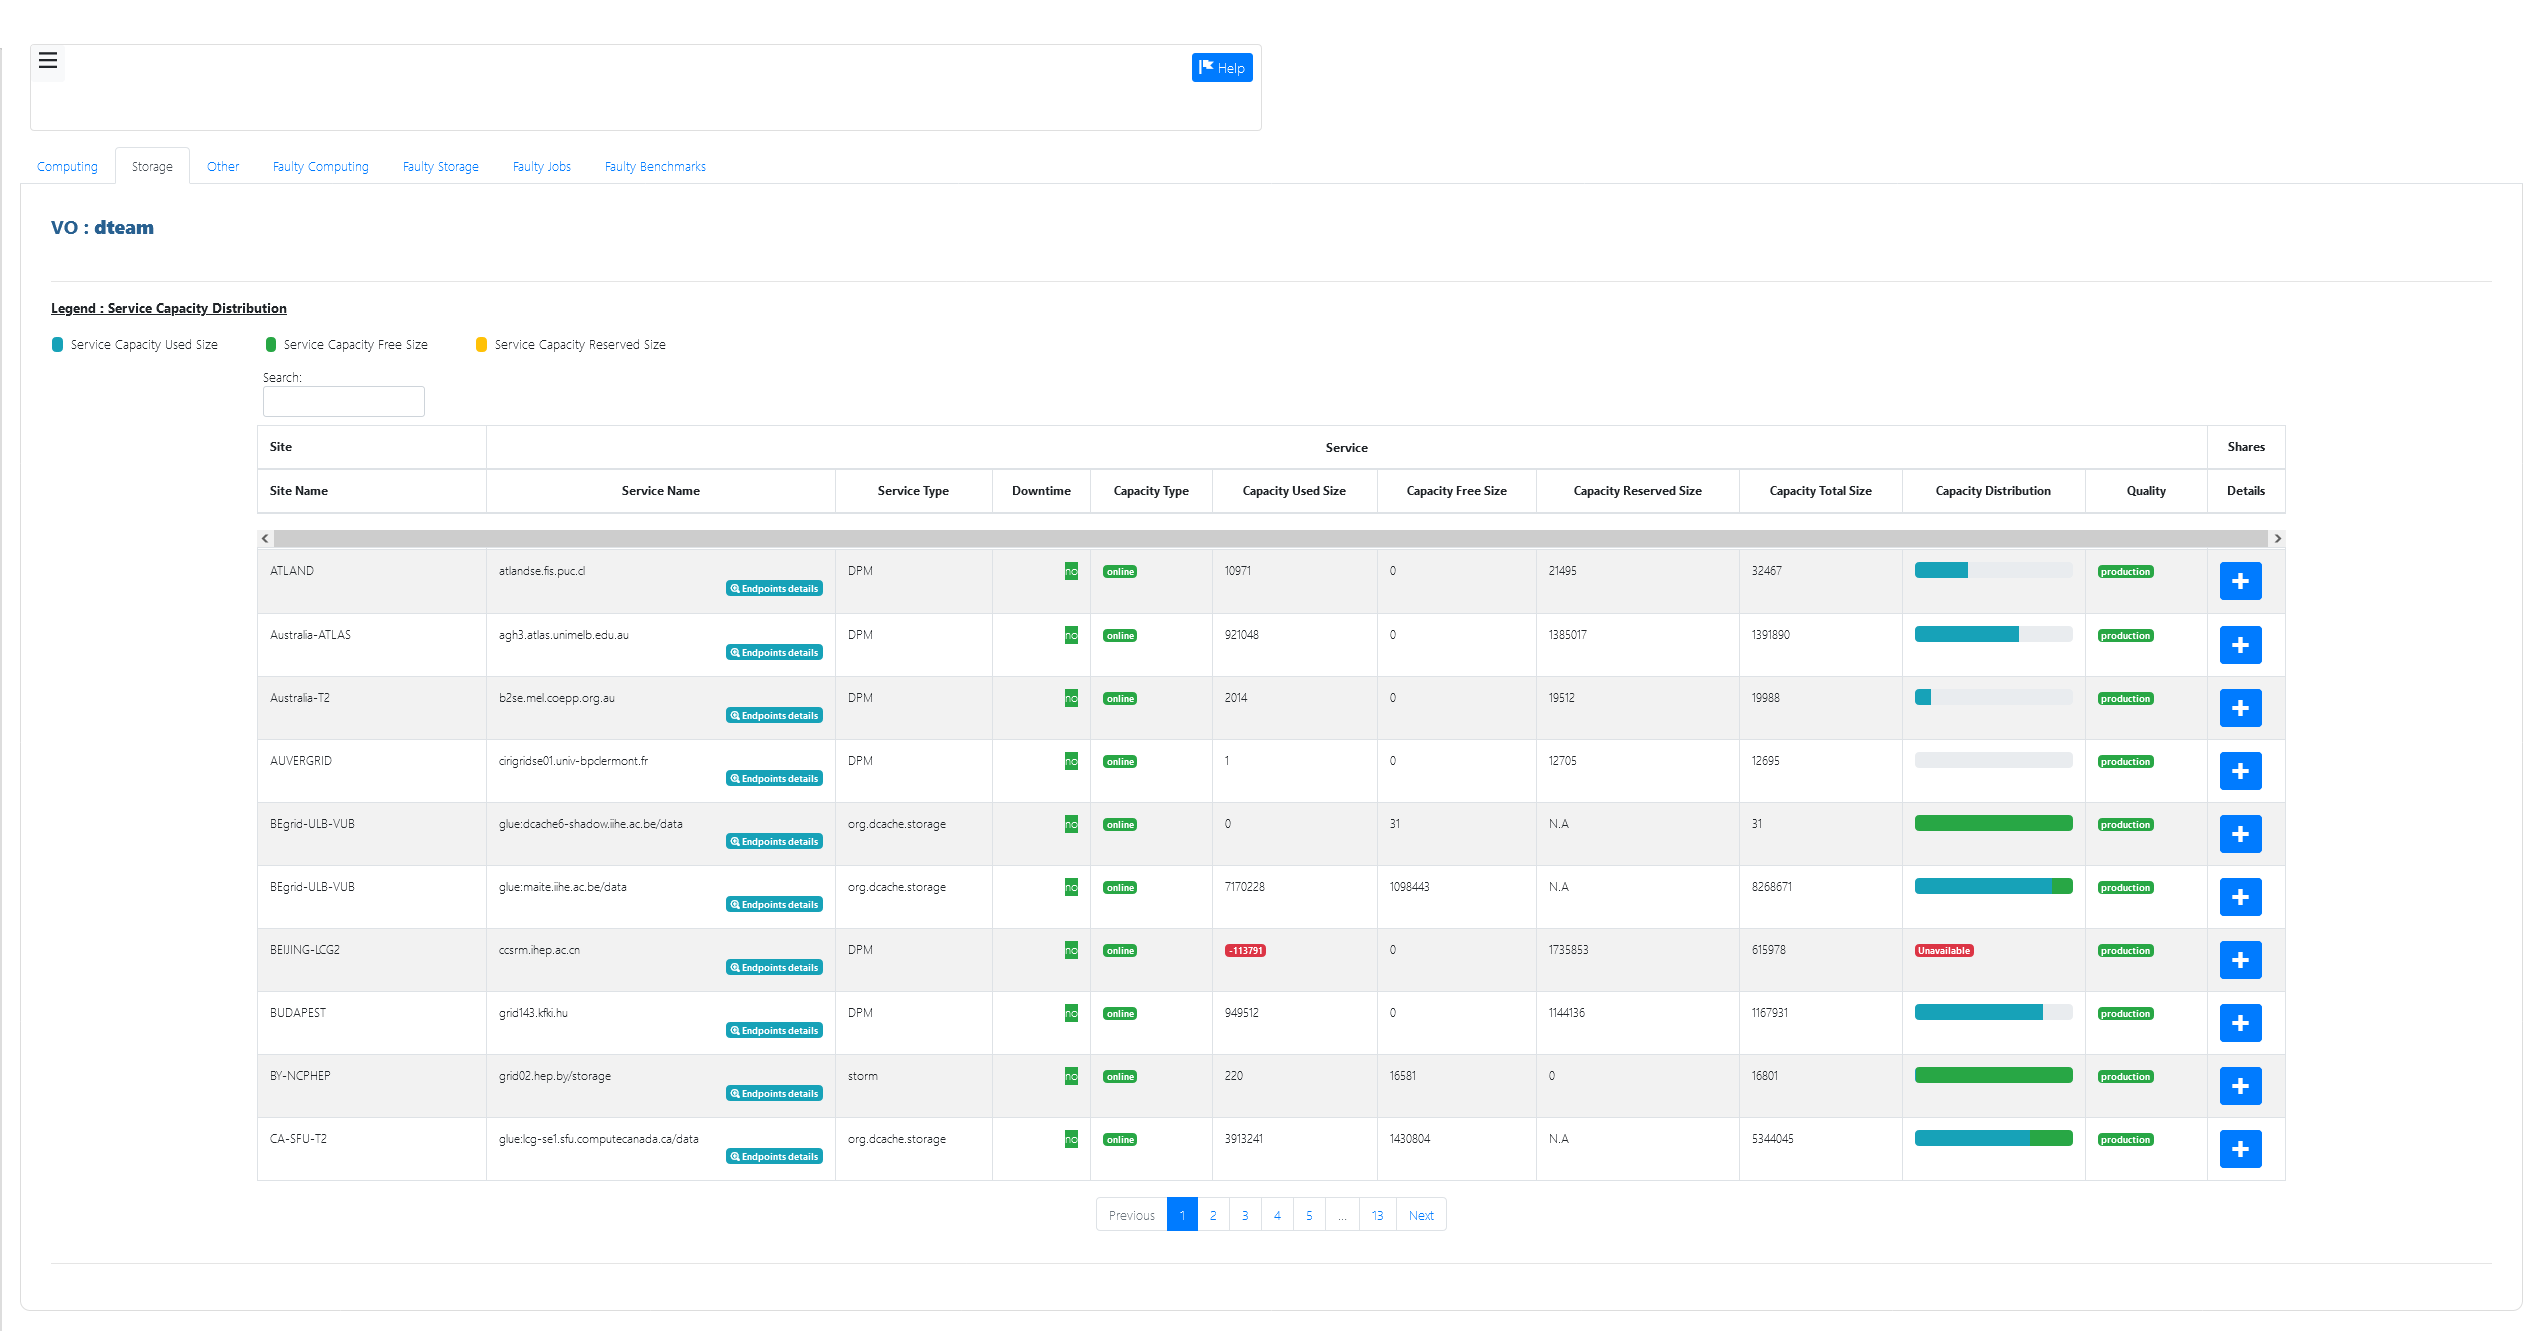 Help
Computing Storage Other Faulty Computing Faulty Storage Faulty Jobs Faulty Benchmarks
VO : dteam
Legend : Service Capacity Distribution
Service Capacity Used Size Service Capacity Free Size Service Capacity Reserved Size
Search:
Site Service Shares
Site Name Service Name Service Type Downtime Capacity Type Capacity Used Size Capacity Free Size Capacity Reserved Size Capacity Total Size Capacity Distribution Quality Details
ATLAND atlandse.fis.puc.cl DPM no online 10971 0 21495 32467 production
Endpoints details
Australia-ATLAS agh3.atlas.unimelb.edu.au DPM no online 921048 0 1385017 1391890 production
Endpoints details
Australia-T2 b2se.mel.coepp.org.au DPM no online 2014 0 19512 19988 production
Endpoints details
AUVERGRID cirigridse01.univ-bpclermont.fr DPM no online 1 0 12705 12695 production
Endpoints details
BEgrid-ULB-VUB glue:dcache6-shadow.iihe.ac.be/data org.dcache.storage no online 0 31 N.A 31 production
Endpoints details
BEgrid-ULB-VUB glue:maite.iihe.ac.be/data org.dcache.storage no online 7170228 1098443 N.A 8268671 production
Endpoints details
BEIJING-LCG2 ccsrm.ihep.ac.cn DPM no online -113791 0 1735853 615978 Unavailable production
Endpoints details
BUDAPEST grid143.kfki.hu DPM no online 949512 0 1144136 1167931 production
Endpoints details
BY-NCPHEP grid02.hep.by/storage storm no online 220 16581 0 16801 production
Endpoints details
CA-SFU-T2 glue:lcg-se1.sfu.computecanada.ca/data org.dcache.storage no online 3913241 1430804 N.A 5344045 production
Endpoints details
Previous 1 2 3 4 5 ... 13 Next